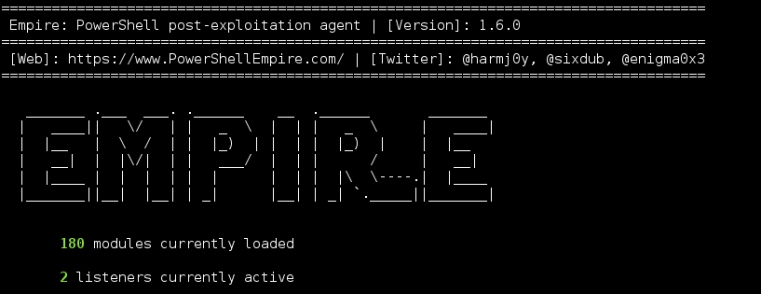 Empire: PowerShell post-exploitation agent | [Version]: 1.6.0
[Web]: https://www.PowerShellEmpire.com/ | [Twitter]: @harmj0y, @sixdub, @enigma0x3
EMPIRE
180 modules currently loaded
2 listeners currently active